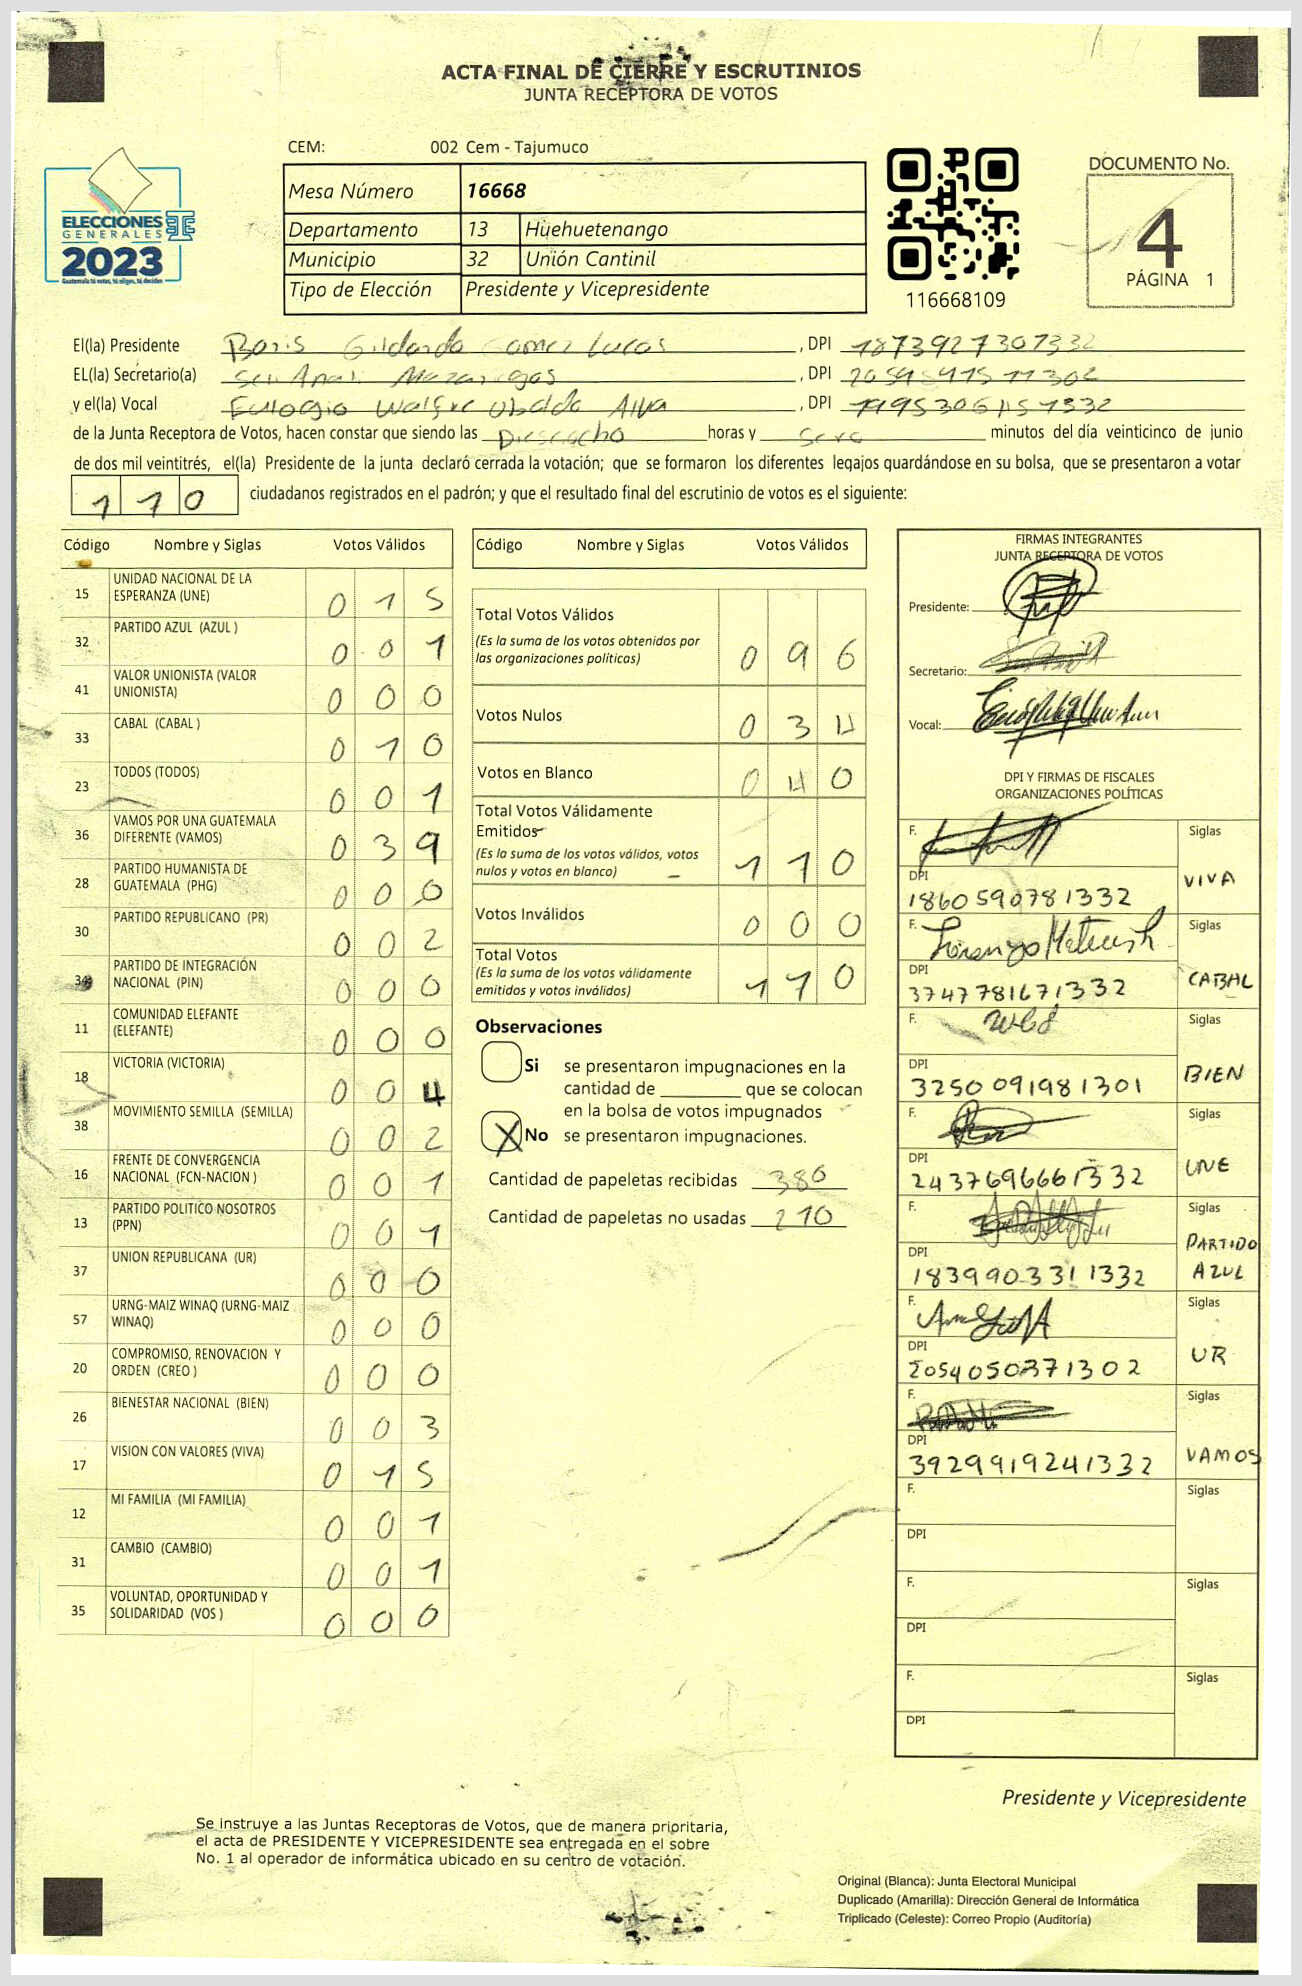 ACTA FINAL DE CIERRE Y ESCRUTINIOS
JUNTA RECEPTORA DE VOTOS
CEM: 002 Cem - Tajumuco
ELECCIONES
GENERALES
2023
Guatemala tú votas, tú eliges, tú decides
Mesa Número 16668
Departamento 13 Huehuetenango
Municipio 32 Unión Cantinil
Tipo de Elección Presidente y Vicepresidente
116668109
DOCUMENTO No.
4
PÁGINA 1
El(la) Presidente Boris Gildardo Gomez Lucas, DPI 1873927301332
EL(la) Secretario(a) Mazariegos, DPI
y el(la) Vocal Eulogio Walfre Ubaldo Alva, DPI
de la Junta Receptora de Votos, hacen constar que siendo las Dieseocho horas y Sero minutos del día veinticinco de junio
de dos mil veintitrés, el(la) Presidente de la junta declaró cerrada la votación; que se formaron los diferentes legajos quardándose en su bolsa, que se presentaron a votar
110 ciudadanos registrados en el padrón; y que el resultado final del escrutinio de votos es el siguiente:
Código Nombre y Siglas Votos Válidos
15 UNIDAD NACIONAL DE LA ESPERANZA (UNE) 0 1 5
32 PARTIDO AZUL (AZUL ) 0 0 1
41 VALOR UNIONISTA (VALOR UNIONISTA) 0 0 0
33 CABAL (CABAL ) 0 1 0
23 TODOS (TODOS) 0 0 1
36 VAMOS POR UNA GUATEMALA DIFERENTE (VAMOS) 0 3 9
28 PARTIDO HUMANISTA DE GUATEMALA (PHG) 0 0 0
30 PARTIDO REPUBLICANO (PR) 0 0 2
34 PARTIDO DE INTEGRACIÓN NACIONAL (PIN) 0 0 0
11 COMUNIDAD ELEFANTE (ELEFANTE) 0 0 0
18 VICTORIA (VICTORIA) 0 0 4
38 MOVIMIENTO SEMILLA (SEMILLA) 0 0 2
16 FRENTE DE CONVERGENCIA NACIONAL (FCN-NACION ) 0 0 1
13 PARTIDO POLITICO NOSOTROS (PPN) 0 0 1
37 UNION REPUBLICANA (UR) 0 0 0
57 URNG-MAIZ WINAQ (URNG-MAIZ WINAQ) 0 0 0
20 COMPROMISO, RENOVACION Y ORDEN (CREO ) 0 0 0
26 BIENESTAR NACIONAL (BIEN) 0 0 3
17 VISION CON VALORES (VIVA) 0 1 5
12 MI FAMILIA (MI FAMILIA) 0 0 1
31 CAMBIO (CAMBIO) 0 0 1
35 VOLUNTAD, OPORTUNIDAD Y SOLIDARIDAD (VOS ) 0 0 0
Código Nombre y Siglas Votos Válidos
Total Votos Válidos
(Es la suma de los votos obtenidos por
las organizaciones políticas) 0 9 6
Votos Nulos 0 3 4
Votos en Blanco 0 4 0
Total Votos Válidamente
Emitidos
(Es la suma de los votos válidos, votos
nulos y votos en blanco) 1 1 0
Votos Inválidos 0 0 0
Total Votos
(Es la suma de los votos válidamente
emitidos y votos inválidos) 1 1 0
Observaciones
Si se presentaron impugnaciones en la
cantidad de ________ que se colocan
en la bolsa de votos impugnados
X No se presentaron impugnaciones.
Cantidad de papeletas recibidas 380
Cantidad de papeletas no usadas 270
FIRMAS INTEGRANTES
JUNTA RECEPTORA DE VOTOS
Presidente:
Secretario:
Vocal:
DPI Y FIRMAS DE FISCALES
ORGANIZACIONES POLÍTICAS
F. Siglas
DPI VIVA
1860590781332
F. Lorenzo Mateush Siglas
DPI CABAL
3747781671332
F. Siglas
DPI BIEN
3250091981301
F. Siglas
DPI UNE
2437696661332
F. Siglas
DPI PARTIDO AZUL
1839903311332
F. Siglas
DPI UR
2054050371302
F. Siglas
DPI VAMOS
3929919241332
F. Siglas
DPI
F. Siglas
DPI
F. Siglas
DPI
Presidente y Vicepresidente
Se instruye a las Juntas Receptoras de Votos, que de manera prioritaria,
el acta de PRESIDENTE Y VICEPRESIDENTE sea entregada en el sobre
No. 1 al operador de informática ubicado en su centro de votación.
Original (Blanca): Junta Electoral Municipal
Duplicado (Amarilla): Dirección General de Informática
Triplicado (Celeste): Correo Propio (Auditoría)